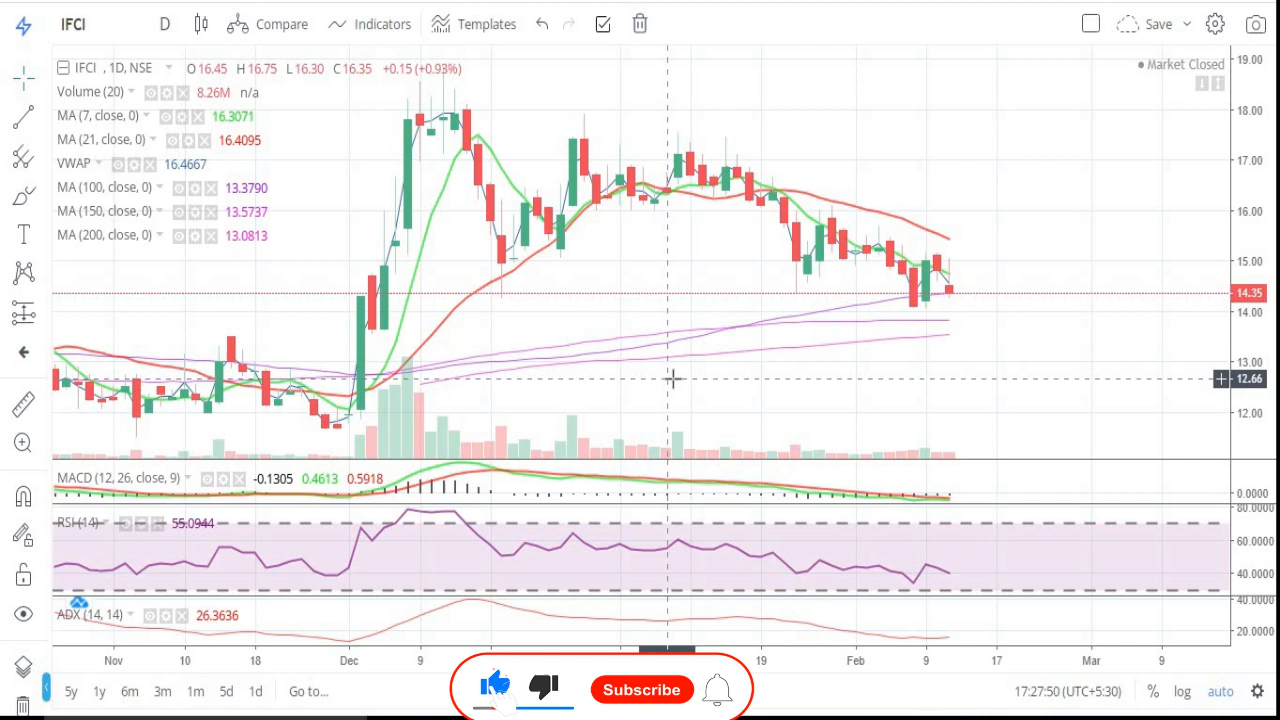 IFCI D Compare Indicators Templates Save
IFCI , 1D, NSE O 16.45 H 16.75 L 16.30 C 16.35 +0.15 (+0.93%)
Market Closed
Volume (20) 8.26M n/a
MA (7, close, 0) 16.3071
MA (21, close, 0) 16.4095
VWAP 16.4667
MA (100, close, 0) 13.3790
MA (150, close, 0) 13.5737
MA (200, close, 0) 13.0813
19.00
18.00
17.00
16.00
15.00
14.35
14.00
13.00
12.66
12.00
MACD (12, 26, close, 9) -0.1305 0.4613 0.5918
0.0000
80.0000
RSI (14) 55.0944
60.0000
40.0000
ADX (14, 14) 26.3636
40.0000
20.0000
Nov 10 18 Dec 9 19 Feb 9 17 Mar 9
5y 1y 6m 3m 1m 5d 1d Go to... 17:27:50 (UTC+5:30) % log auto
Subscribe